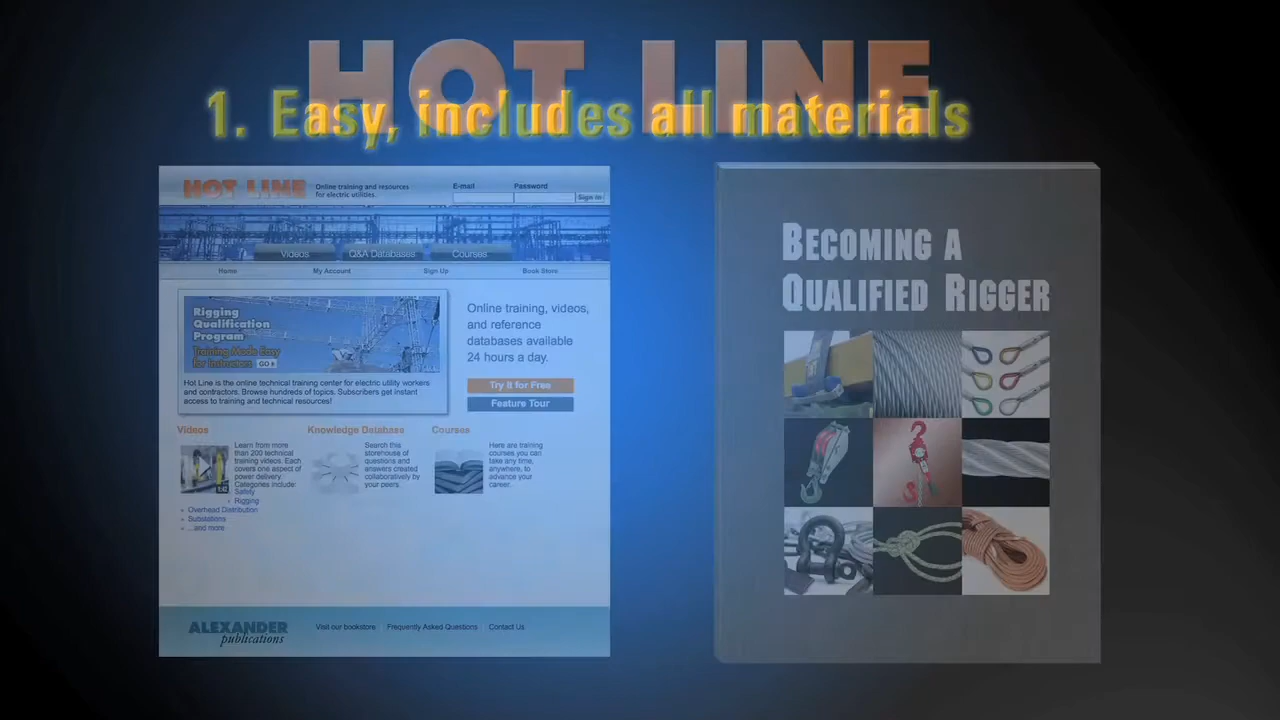 HOT LINE
1. Easy, includes all materials
HOT LINE
Online training and resources
for electric utilities.
E-mail
Password
Sign in
Videos
Q&A Databases
Courses
Home
My Account
Sign Up
Book Store
Rigging
Qualification
Program
Training Made Easy
for Instructors
GO
Hot Line is the online technical training center for electric utility workers
and contractors. Browse hundreds of topics. Subscribers get instant
access to training and technical resources!
Online training, videos,
and reference
databases available
24 hours a day.
Try It for Free
Feature Tour
Videos
Learn from more
than 200 technical
training videos. Each
covers one aspect of
power delivery.
Categories include:
Safety
Rigging
Overhead Distribution
Substations
...and more
Knowledge Database
Search this
storehouse of
questions and
answers created
collaboratively by
your peers.
Courses
Here are training
courses you can
take any time,
anywhere, to
advance your
career.
ALEXANDER
publications
Visit our bookstore
Frequently Asked Questions
Contact Us
BECOMING A
QUALIFIED RIGGER